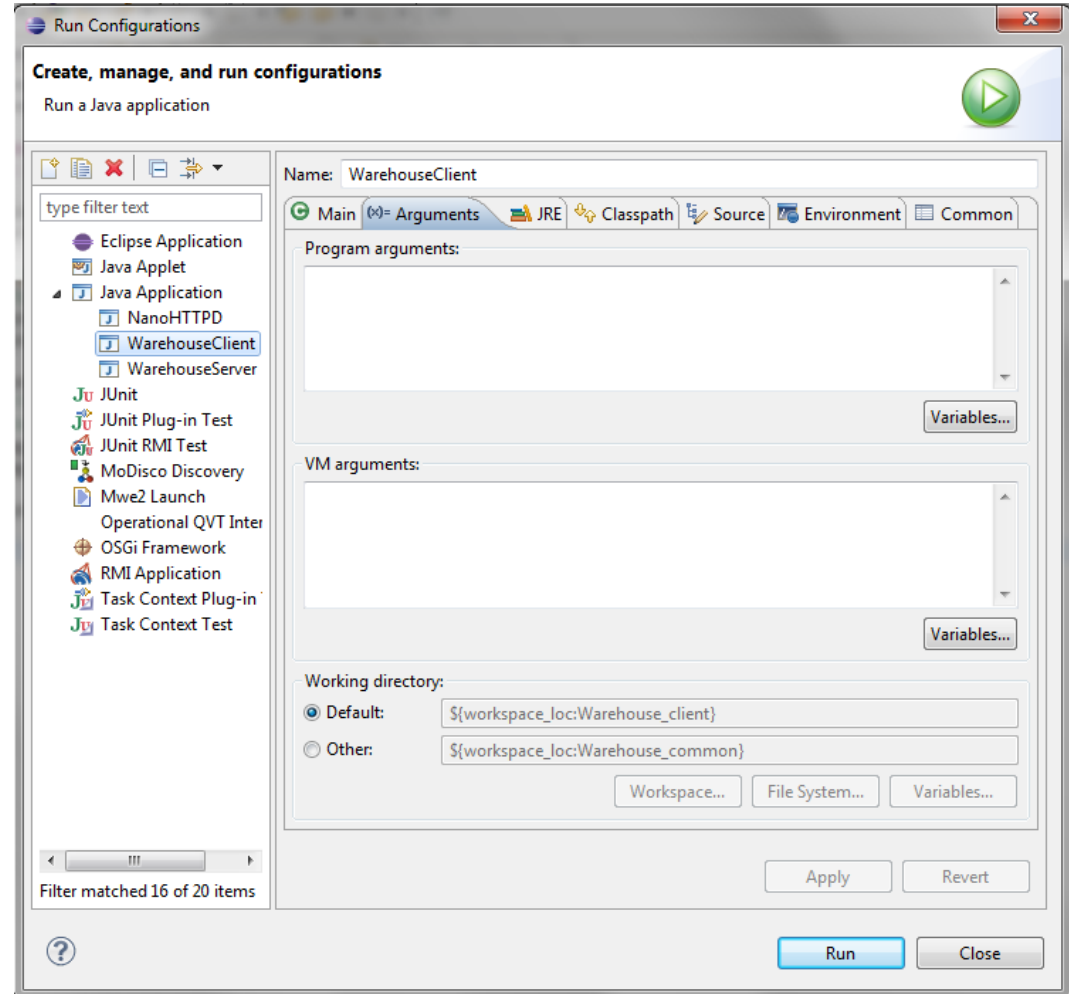 Run Configurations
Create, manage, and run configurations
Run a Java application
type filter text
Eclipse Application
Java Applet
Java Application
NanoHTTPD
WarehouseClient
WarehouseServer
JUnit
JUnit Plug-in Test
JUnit RMI Test
MoDisco Discovery
Mwe2 Launch
Operational QVT Inter
OSGi Framework
RMI Application
Task Context Plug-in
Task Context Test
Filter matched 16 of 20 items
Name: WarehouseClient
Main (x)= Arguments JRE Classpath Source Environment Common
Program arguments:
Variables...
VM arguments:
Variables...
Working directory:
Default: ${workspace_loc:Warehouse_client}
Other: ${workspace_loc:Warehouse_common}
Workspace... File System... Variables...
Apply Revert
Run Close